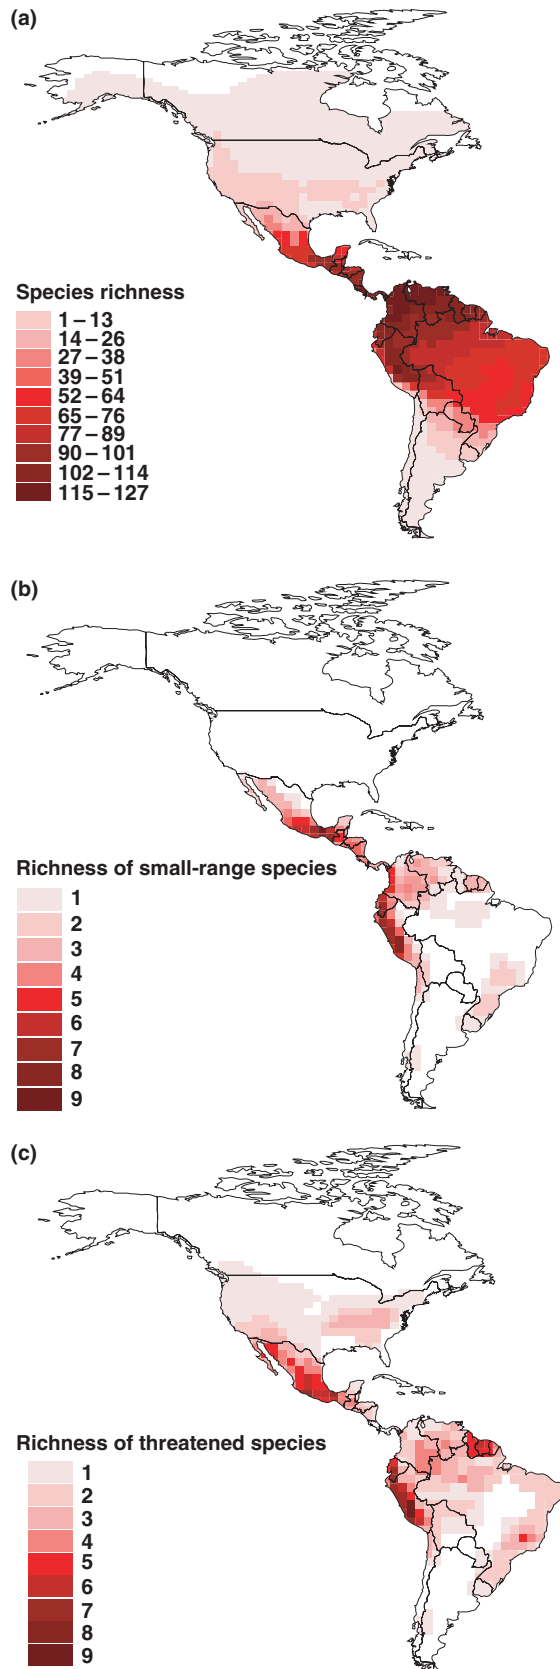 (a)
Species richness
1 – 13
14 – 26
27 – 38
39 – 51
52 – 64
65 – 76
77 – 89
90 – 101
102 – 114
115 – 127
(b)
Richness of small-range species
1
2
3
4
5
6
7
8
9
(c)
Richness of threatened species
1
2
3
4
5
6
7
8
9